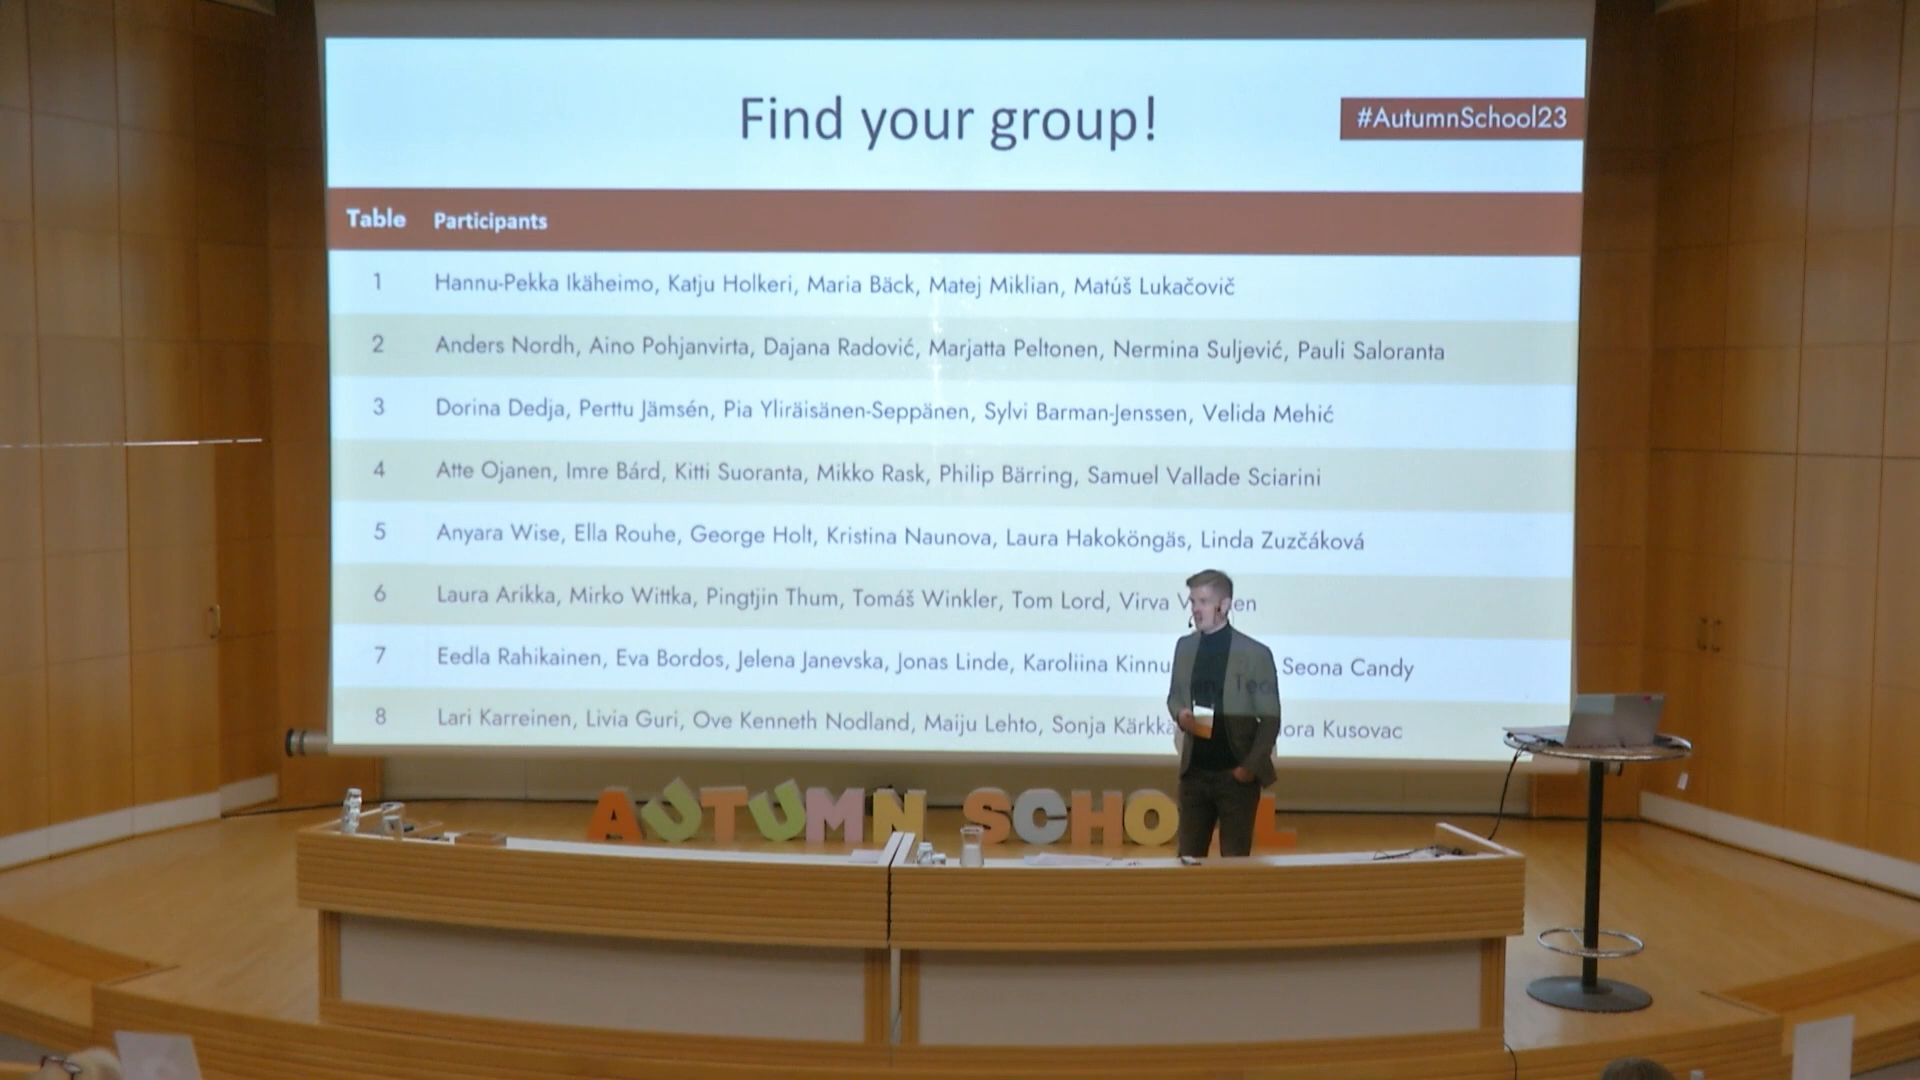 Find your group!
#AutumnSchool23
Table Participants
1 Hannu-Pekka Ikäheimo, Katju Holkeri, Maria Bäck, Matej Miklian, Matúš Lukačovič
2 Anders Nordh, Aino Pohjanvirta, Dajana Radović, Marjatta Peltonen, Nermina Suljević, Pauli Saloranta
3 Dorina Dedja, Perttu Jämsén, Pia Yliräisänen-Seppänen, Sylvi Barman-Jenssen, Velida Mehić
4 Atte Ojanen, Imre Bárd, Kitti Suoranta, Mikko Rask, Philip Bärring, Samuel Vallade Sciarini
5 Anyara Wise, Ella Rouhe, George Holt, Kristina Naunova, Laura Hakoköngäs, Linda Zuzčáková
6 Laura Arikka, Mirko Wittka, Pingtjin Thum, Tomáš Winkler, Tom Lord, Virva
7 Eedla Rahikainen, Eva Bordos, Jelena Janevska, Jonas Linde, Karoliina Seona Candy
8 Lari Karreinen, Livia Guri, Ove Kenneth Nodland, Maiju Lehto, Sonja Kusovac
AUTUMN SCHOOL